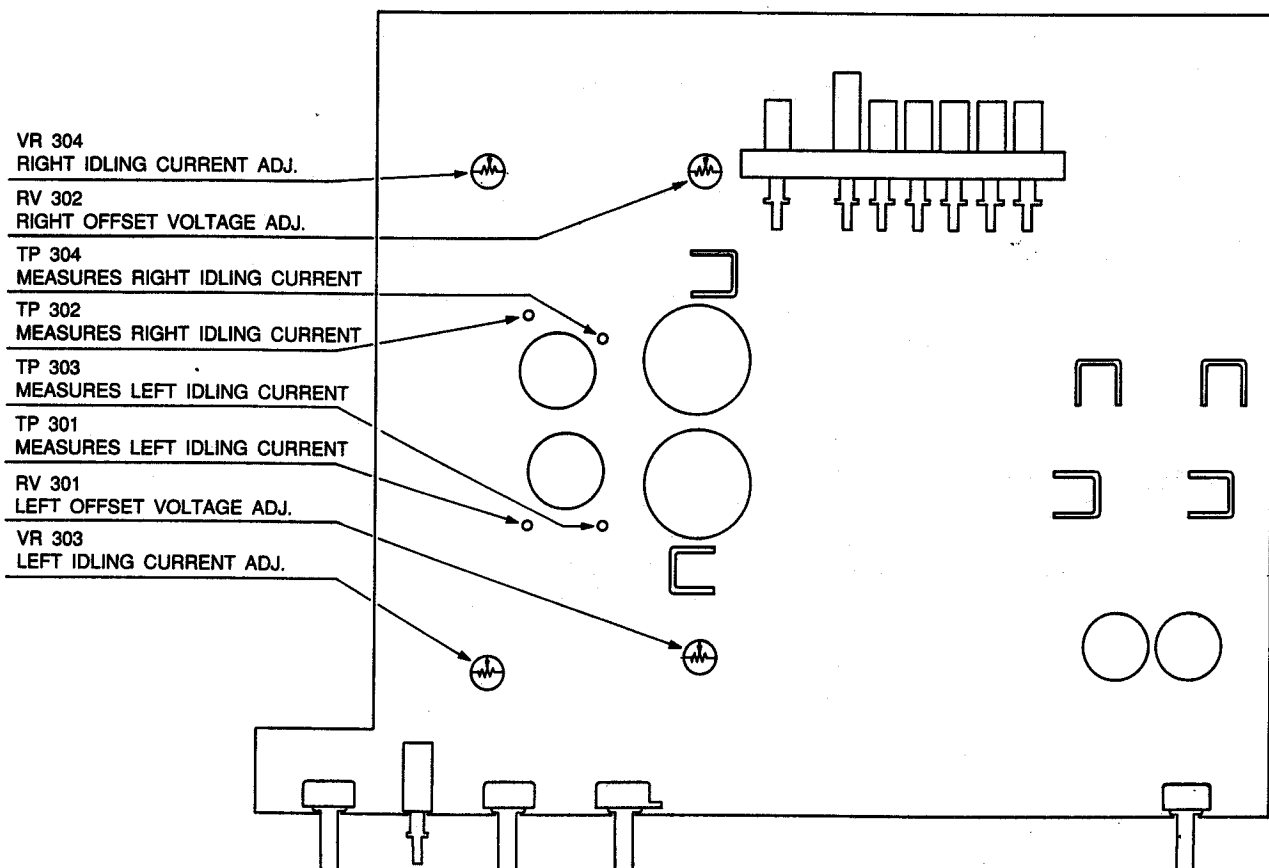 VR 304
RIGHT IDLING CURRENT ADJ.
RV 302
RIGHT OFFSET VOLTAGE ADJ.
TP 304
MEASURES RIGHT IDLING CURRENT
TP 302
MEASURES RIGHT IDLING CURRENT
TP 303
MEASURES LEFT IDLING CURRENT
TP 301
MEASURES LEFT IDLING CURRENT
RV 301
LEFT OFFSET VOLTAGE ADJ.
VR 303
LEFT IDLING CURRENT ADJ.